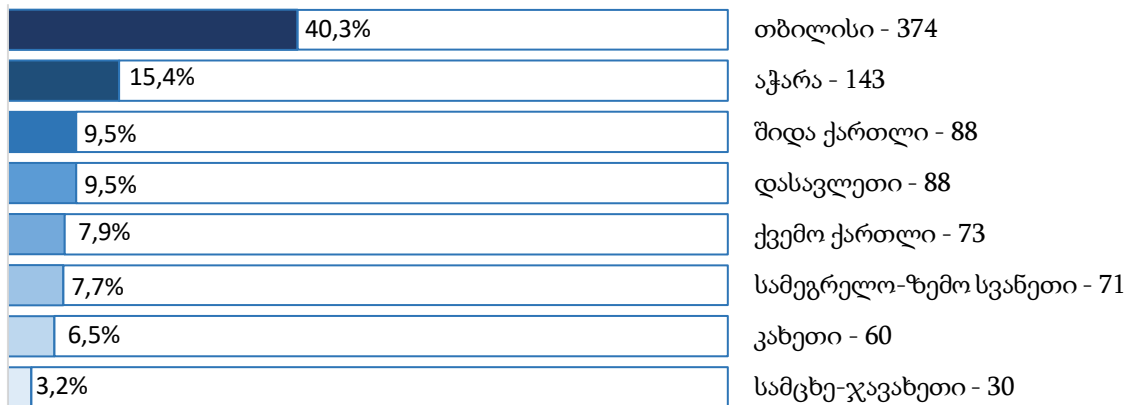 40,3% თბილისი - 374
15,4% აჭარა - 143
9,5% შიდა ქართლი - 88
9,5% დასავლეთი - 88
7,9% ქვემო ქართლი - 73
7,7% სამეგრელო-ზემო სვანეთი - 71
6,5% კახეთი - 60
3,2% სამცხე-ჯავახეთი - 30